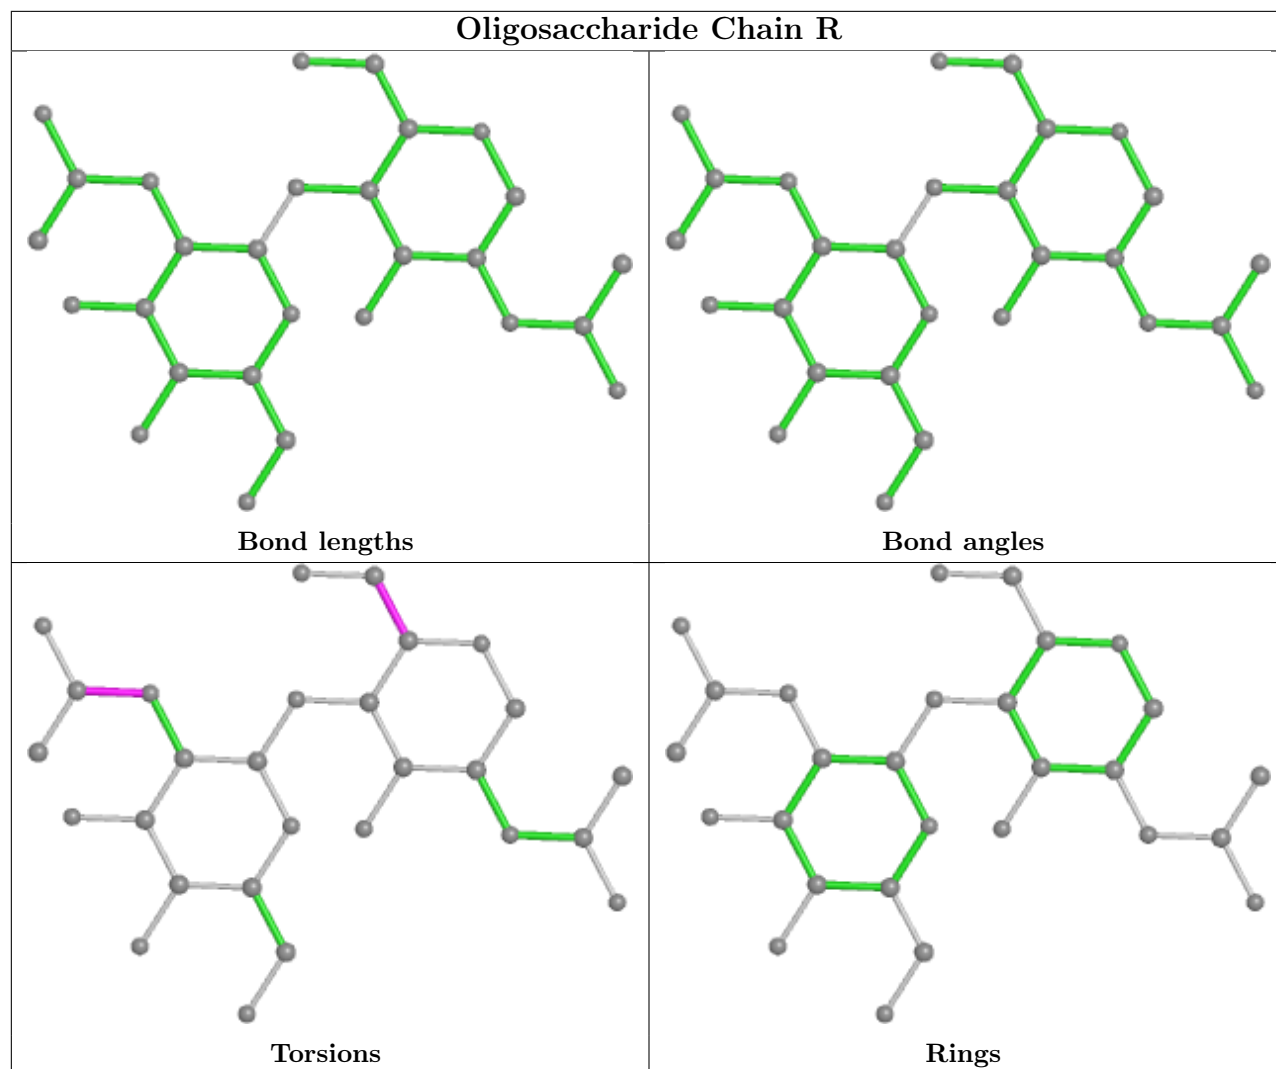 Oligosaccharide Chain R
Bond lengths
Bond angles
Torsions
Rings